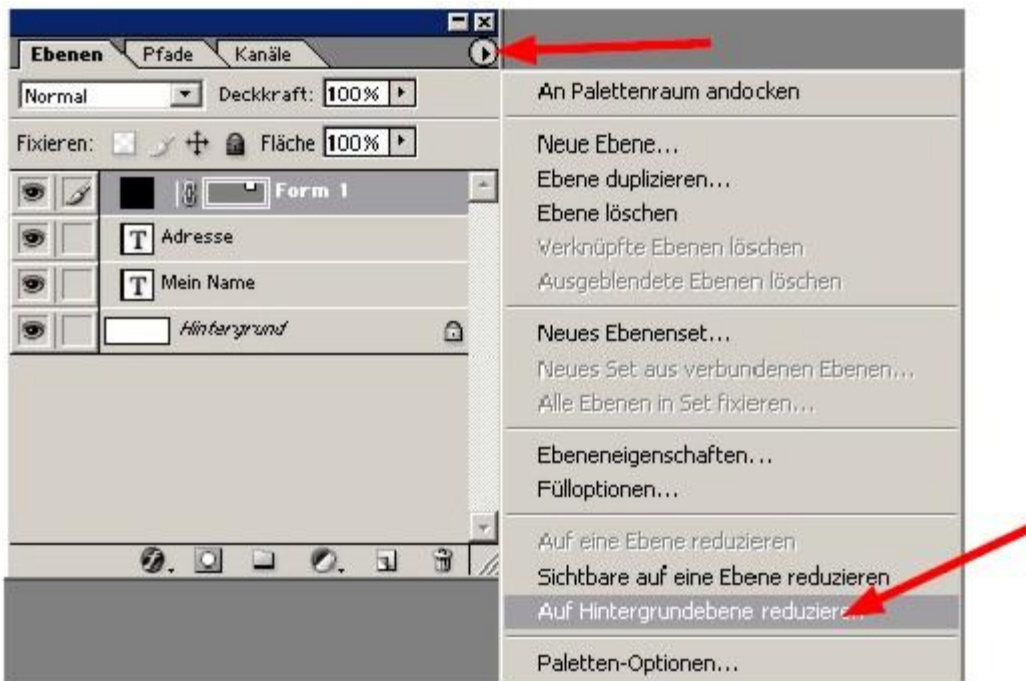 Ebenen Pfade Kanäle
Normal Deckkraft: 100%
Fixieren: Fläche 100%
Form 1
T Adresse
T Mein Name
Hintergrund
An Palettenraum andocken
Neue Ebene...
Ebene duplizieren...
Ebene löschen
Verknüpfte Ebenen löschen
Ausgeblendete Ebenen löschen
Neues Ebenenset...
Neues Set aus verbundenen Ebenen...
Alle Ebenen in Set fixieren...
Ebeneneigenschaften...
Fülloptionen...
Auf eine Ebene reduzieren
Sichtbare auf eine Ebene reduzieren
Auf Hintergrundebene reduzieren
Paletten-Optionen...